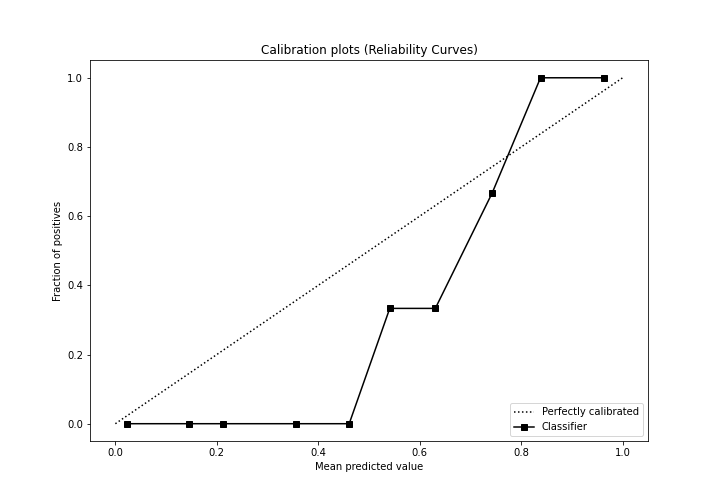 Calibration plots (Reliability Curves)
Fraction of positives
1.0
0.8
0.6
0.4
0.2
0.0
0.0 0.2 0.4 0.6 0.8 1.0
Mean predicted value
Perfectly calibrated
Classifier